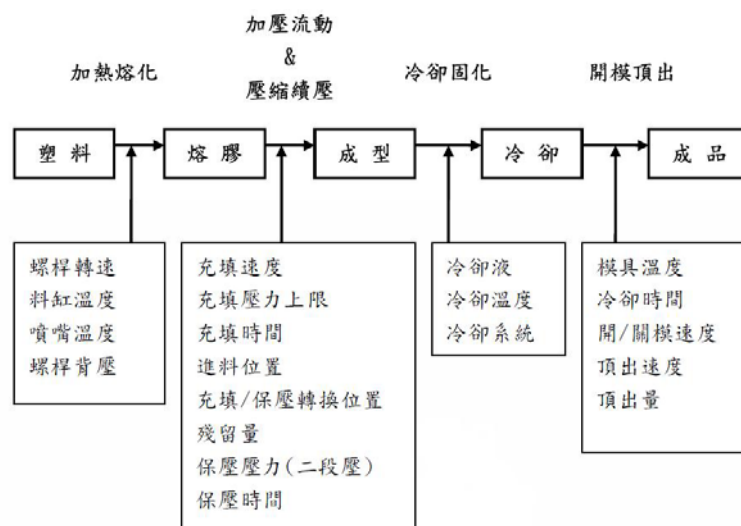 加壓流動
&
壓縮續壓
加熱熔化
冷卻固化
開模頂出
塑料
熔膠
成型
冷卻
成品
螺桿轉速
料缸溫度
噴嘴溫度
螺桿背壓
充填速度
充填壓力上限
充填時間
進料位置
充填/保壓轉換位置
殘留量
保壓壓力(二段壓)
保壓時間
冷卻液
冷卻溫度
冷卻系統
模具溫度
冷卻時間
開/關模速度
頂出速度
頂出量